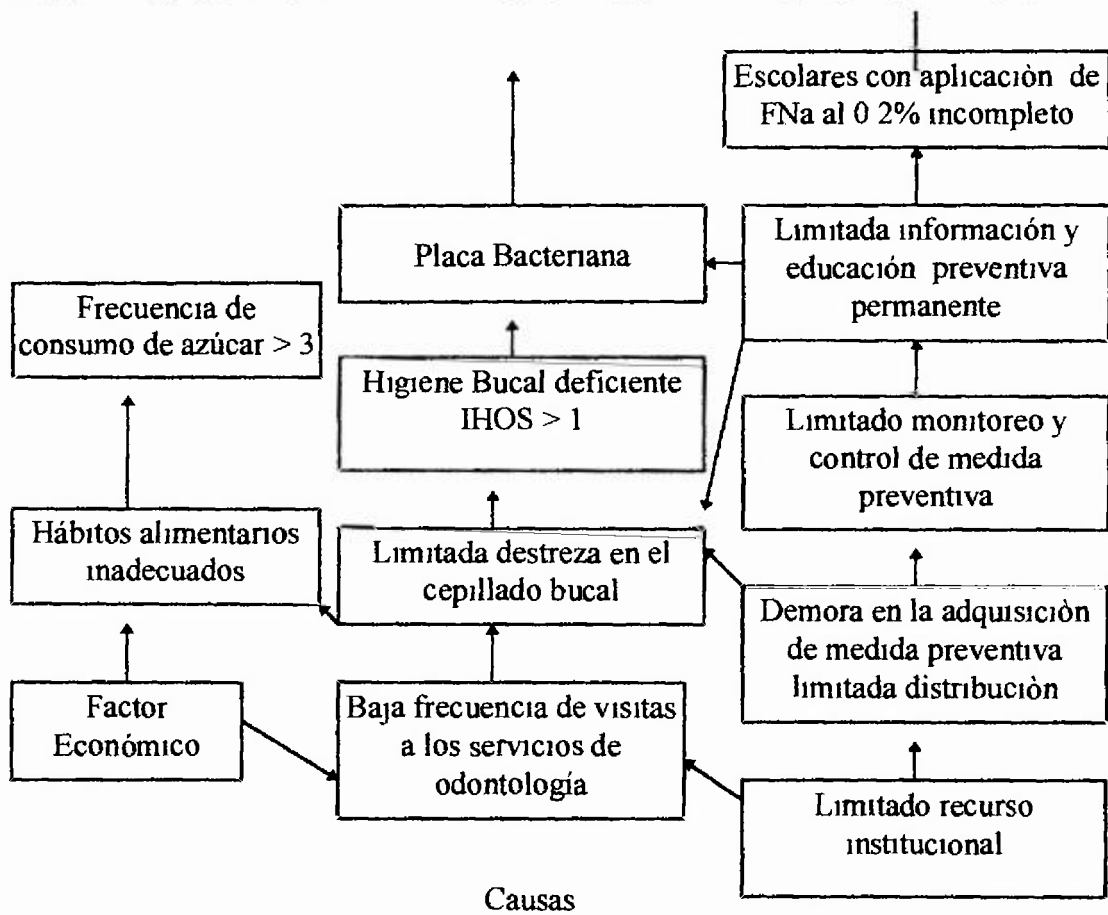 Escolares con aplicaciòn de
FNa al 0 2% incompleto
Placa Bacteriana
Limitada información y
educación preventiva
permanente
Frecuencia de
consumo de azúcar > 3
Higiene Bucal deficiente
IHOS > 1
Limitado monitoreo y
control de medida
preventiva
Hábitos alimentarios
inadecuados
Limitada destreza en el
cepillado bucal
Demora en la adquisiciòn
de medida preventiva
limitada distribuciòn
Factor
Económico
Baja frecuencia de visitas
a los servicios de
odontología
Limitado recurso
institucional
Causas